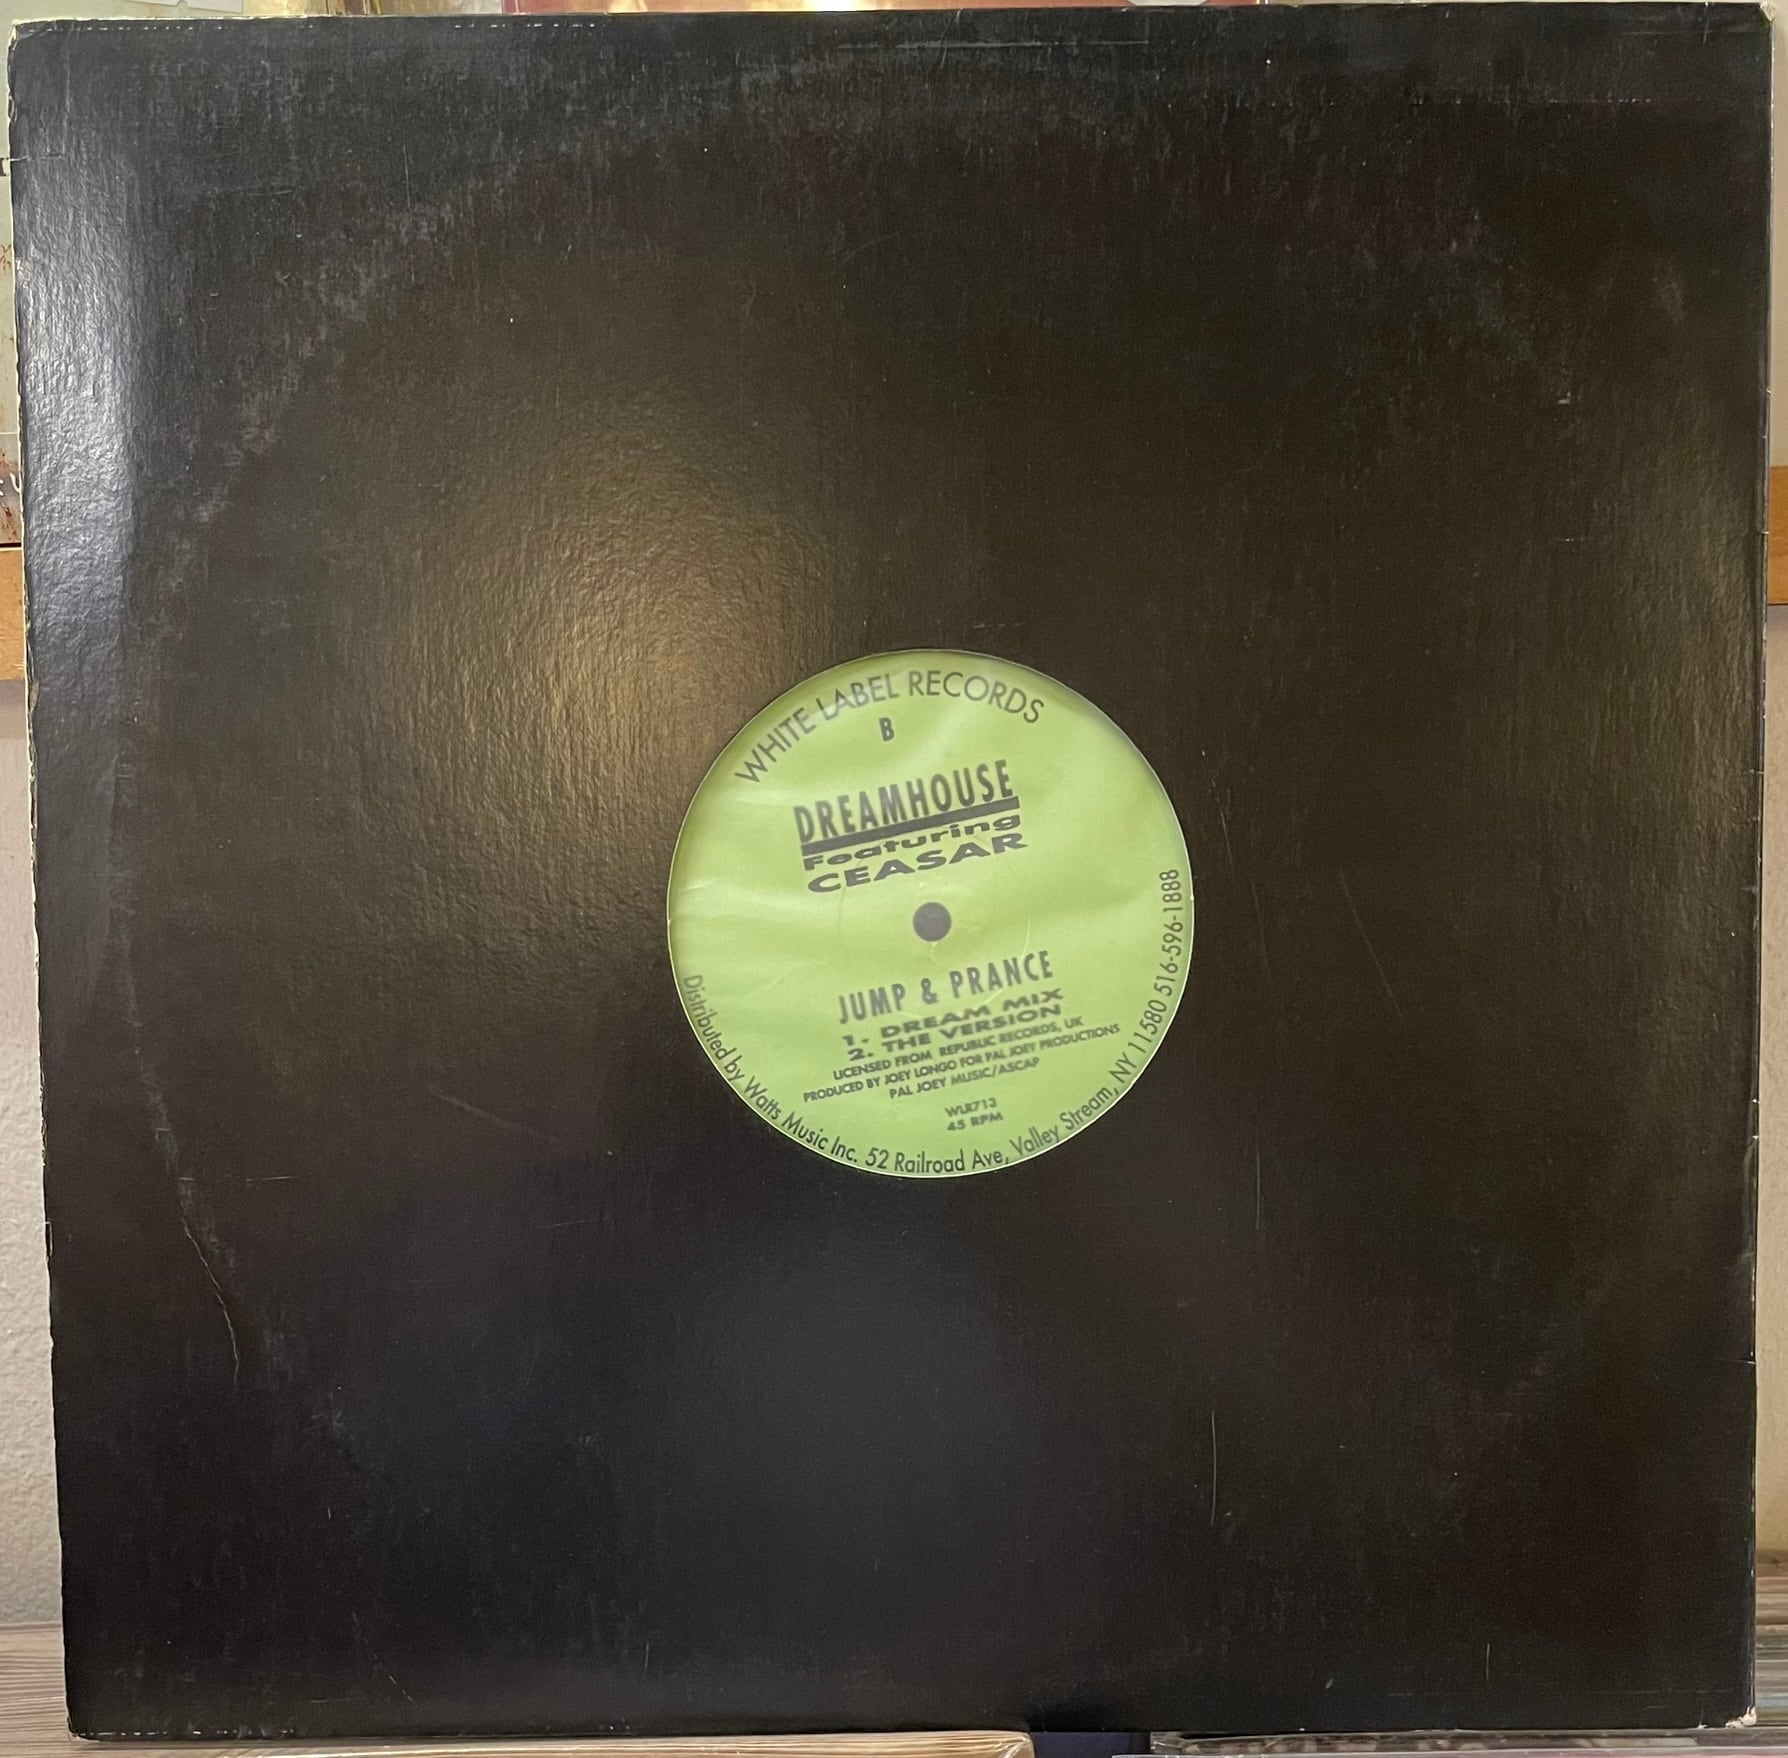 WHITE LABEL RECORDS
B
DREAMHOUSE
Featuring
CEASAR
JUMP & PRANCE
1. DREAM MIX
2. THE VERSION
LICENSED FROM REPUBLIC RECORDS, UK
PRODUCED BY JOEY LONGO FOR PAL JOEY PRODUCTIONS
PAL JOEY MUSIC/ASCAP
WLR713
45 RPM
Distributed by Watts Music Inc. 52 Railroad Ave, Valley Stream, NY 11580 516-596-1888